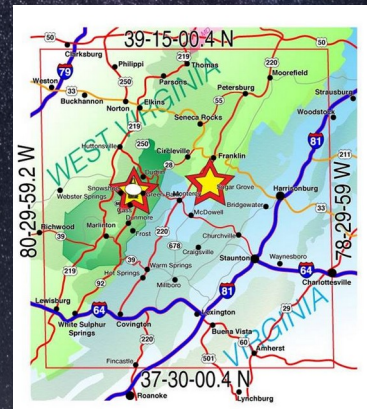 39-15-00.4 N
50
Clarksburg
50
Thomas
Philippi
219
220
Moorefield
79
Parsons
Weston
33
Petersburg
Strausburg
Buckhannon
Norton
Elkins
55
Woodstock
219
Seneca Rocks
81
Huttonsville
250
WEST VIRGINIA
Circleville
Franklin
211
28
Durbin
Snowshoe
Sugar Grove
Harrisonburg
Webster Springs
Monterey
Bridgewater
33
80-29-59.2 W
78-29-59 W
Dunmore
McDowell
Richwood
39
Marlinton
Frost
220
Churchville
678
Craigsville
Staunton
Waynesboro
64
39
Warm Springs
219
Hot Springs
Charlottesville
92
Millboro
81
29
Lewisburg
64
Lexington
White Sulphur
Springs
Covington
VIRGINIA
Buena Vista
220
60
Amherst
Fincastle
501
37-30-00.4 N
Roanoke
Lynchburg